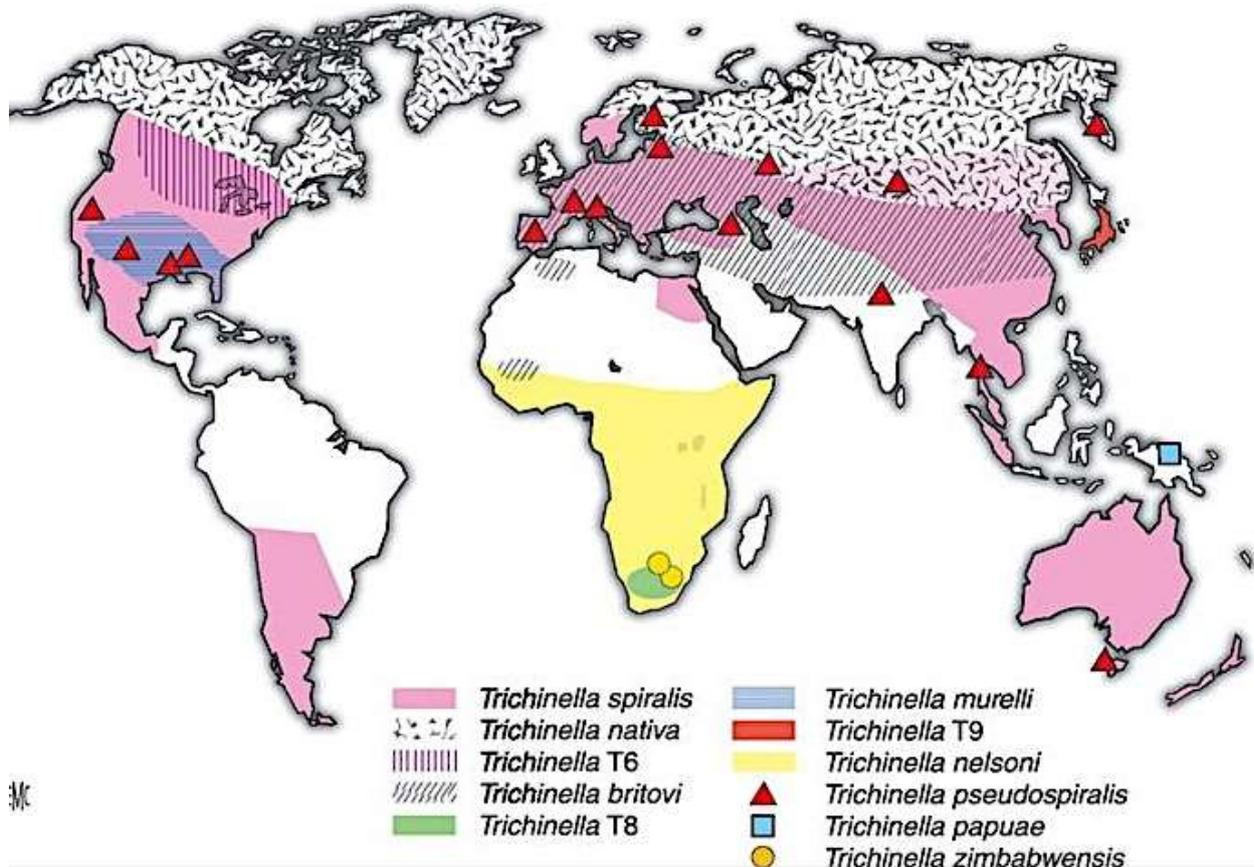 Trichinella spiralis
Trichinella nativa
Trichinella T6
Trichinella britovi
Trichinella T8
Trichinella murelli
Trichinella T9
Trichinella nelsoni
Trichinella pseudospiralis
Trichinella papuae
Trichinella zimbabwensis